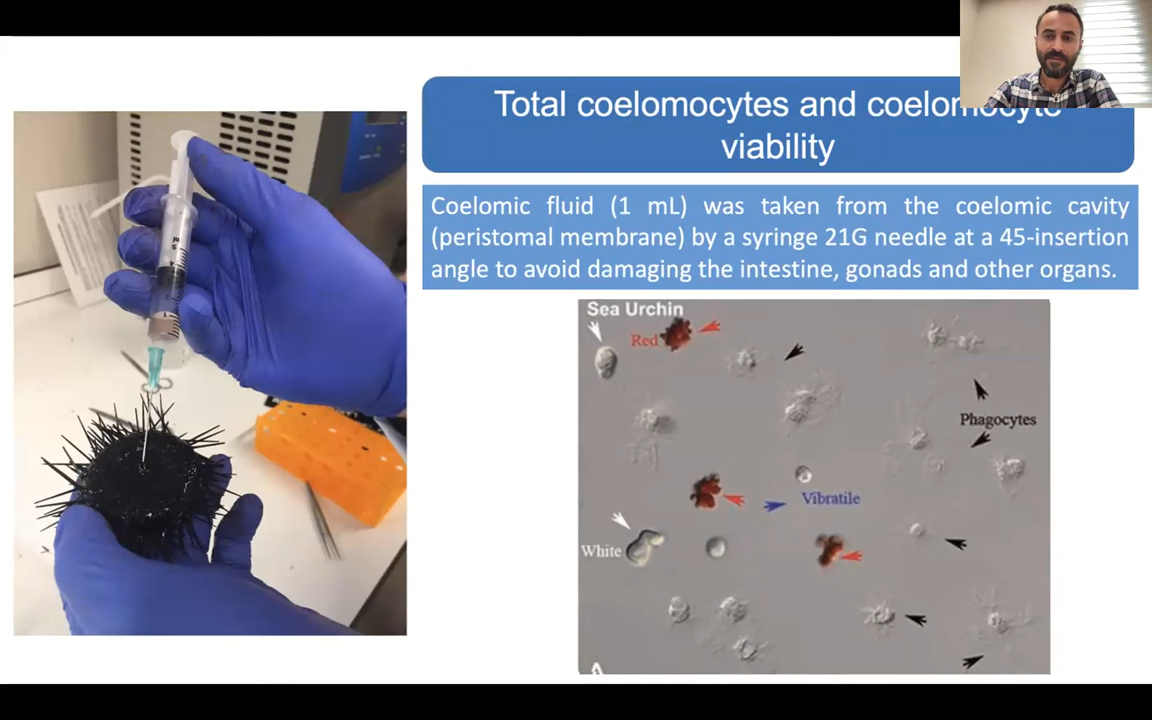 Total coelomocytes and coelomocyte
viability
Coelomic fluid (1 mL) was taken from the coelomic cavity
(peristomal membrane) by a syringe 21G needle at a 45-insertion
angle to avoid damaging the intestine, gonads and other organs.
Sea Urchin
Red
Phagocytes
Vibratile
White
A